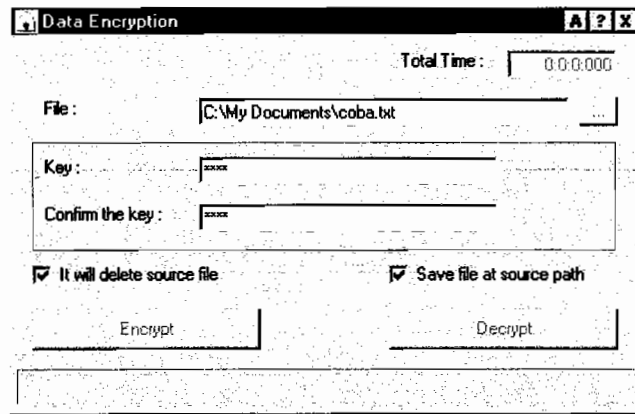 Data Encryption A ? X
Total Time : 0:0:0:000
File : C:\My Documents\coba.txt ...
Key : xxxx
Confirm the key : xxxx
It will delete source file Save file at source path
Encrypt Decrypt